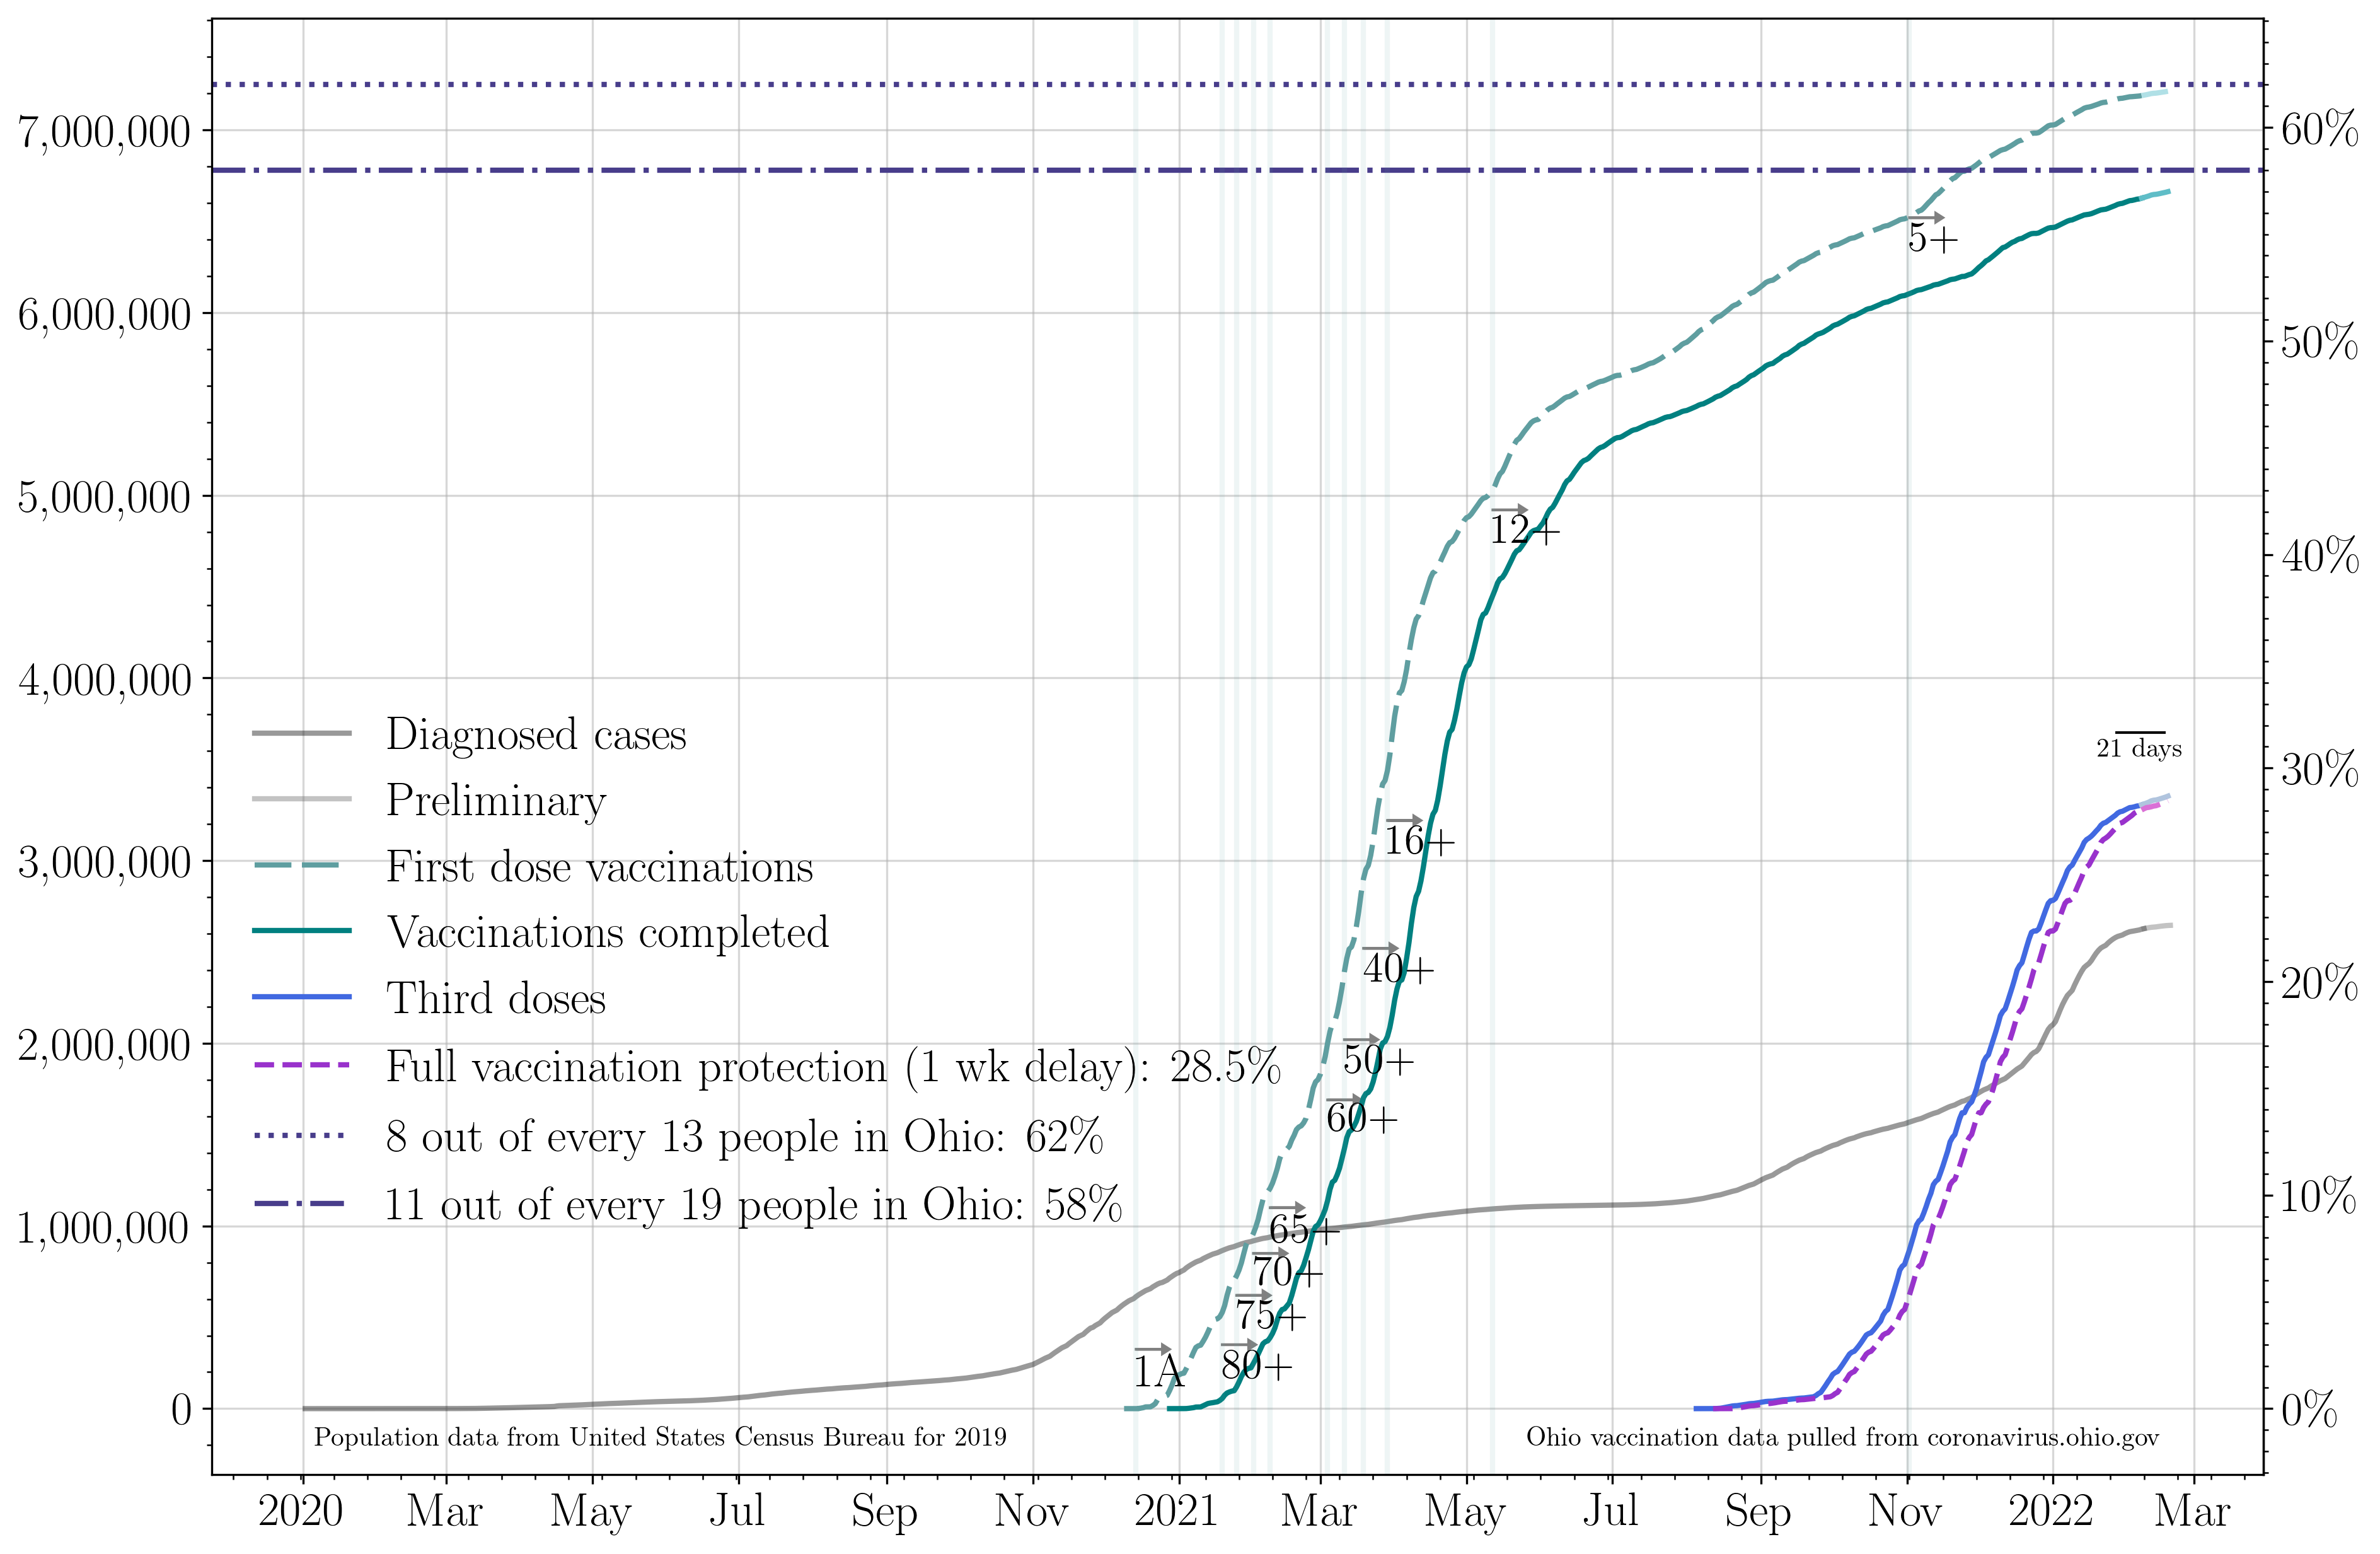 7,000,000
6,000,000
5,000,000
4,000,000
3,000,000
2,000,000
1,000,000
0
60%
50%
40%
30%
20%
10%
0%
5+
12+
16+
40+
50+
60+
65+
70+
75+
80+
1A
21 days
Diagnosed cases
Preliminary
First dose vaccinations
Vaccinations completed
Third doses
Full vaccination protection (1 wk delay): 28.5%
8 out of every 13 people in Ohio: 62%
11 out of every 19 people in Ohio: 58%
Population data from United States Census Bureau for 2019
Ohio vaccination data pulled from coronavirus.ohio.gov
2020 Mar May Jul Sep Nov 2021 Mar May Jul Sep Nov 2022 Mar